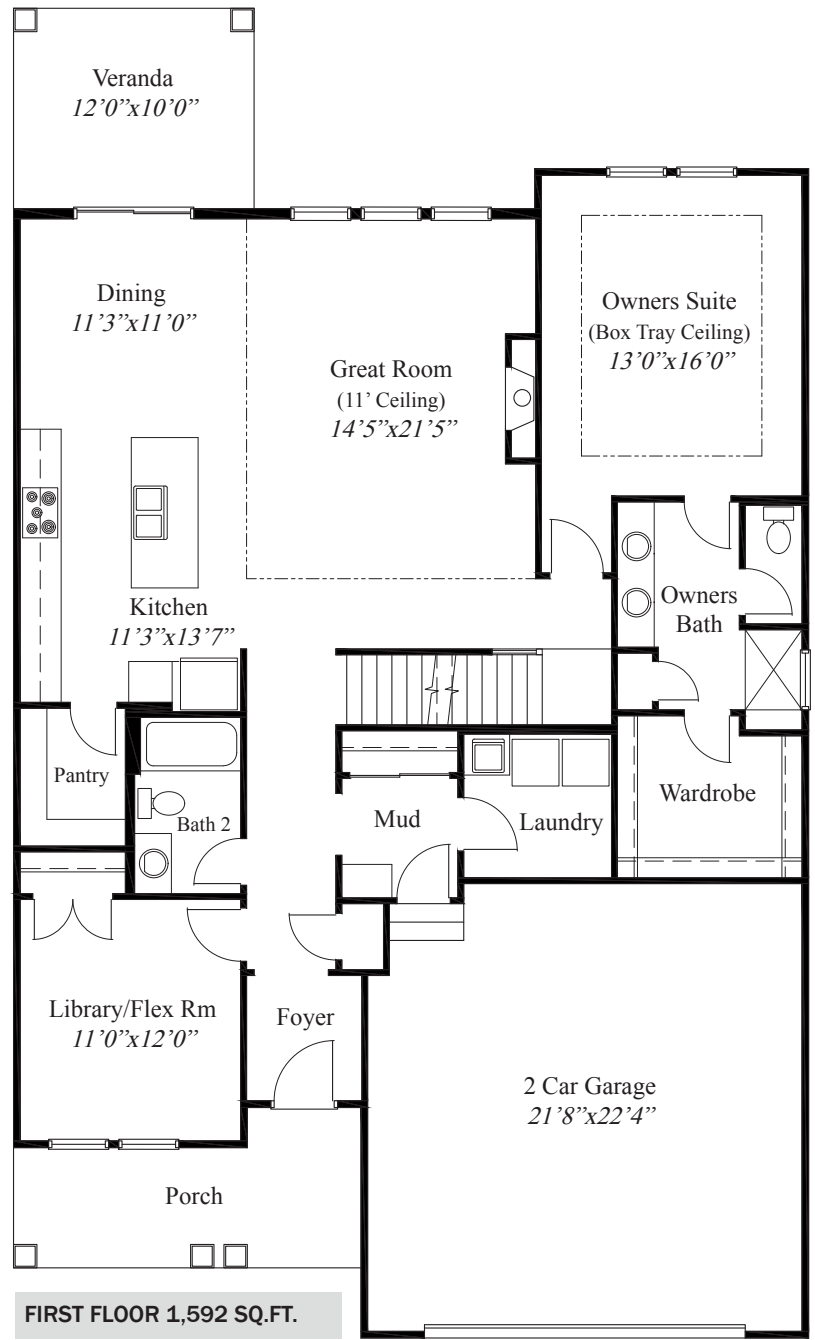 Veranda
12’0”x10’0”
Dining
11’3”x11’0”
Great Room
(11’ Ceiling)
14’5”x21’5”
Owners Suite
(Box Tray Ceiling)
13’0”x16’0”
Kitchen
11’3”x13’7”
Owners
Bath
Pantry
Bath 2
Mud
Laundry
Wardrobe
Library/Flex Rm
11’0”x12’0”
Foyer
2 Car Garage
21’8”x22’4”
Porch
FIRST FLOOR 1,592 SQ.FT.